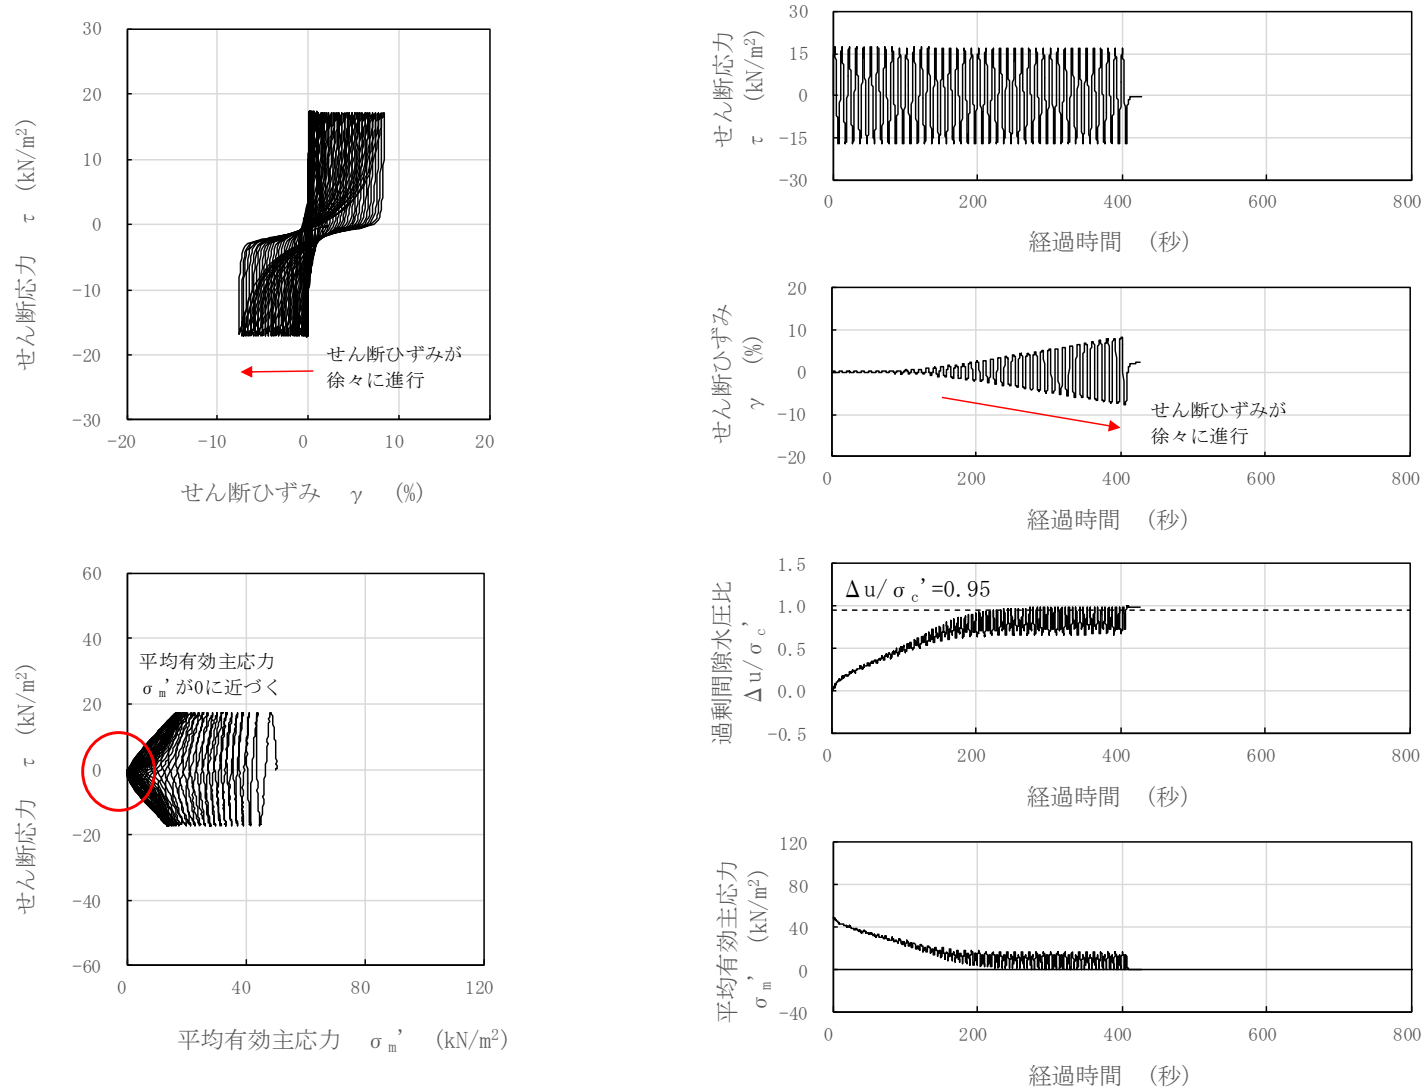 30
20
10
0
-10
-20
-30
-20
-10
0
10
20
せん断応力 τ (kN/m²)
せん断ひずみ γ (%)
せん断ひずみが
徐々に進行
30
15
0
-15
-30
0
200
400
600
800
せん断応力
τ (kN/m²)
経過時間 (秒)
20
10
0
-10
-20
0
200
400
600
800
せん断ひずみ
γ (%)
経過時間 (秒)
せん断ひずみが
徐々に進行
60
40
20
0
-20
-40
-60
0
40
80
120
せん断応力 τ (kN/m²)
平均有効主応力 σm' (kN/m²)
平均有効主応力
σm'が0に近づく
1.5
1.0
0.5
0.0
-0.5
0
200
400
600
800
過剰間隙水圧比
Δu/σc'
経過時間 (秒)
Δu/σc'=0.95
120
80
40
0
-40
0
200
400
600
800
平均有効主応力
σm' (kN/m²)
経過時間 (秒)